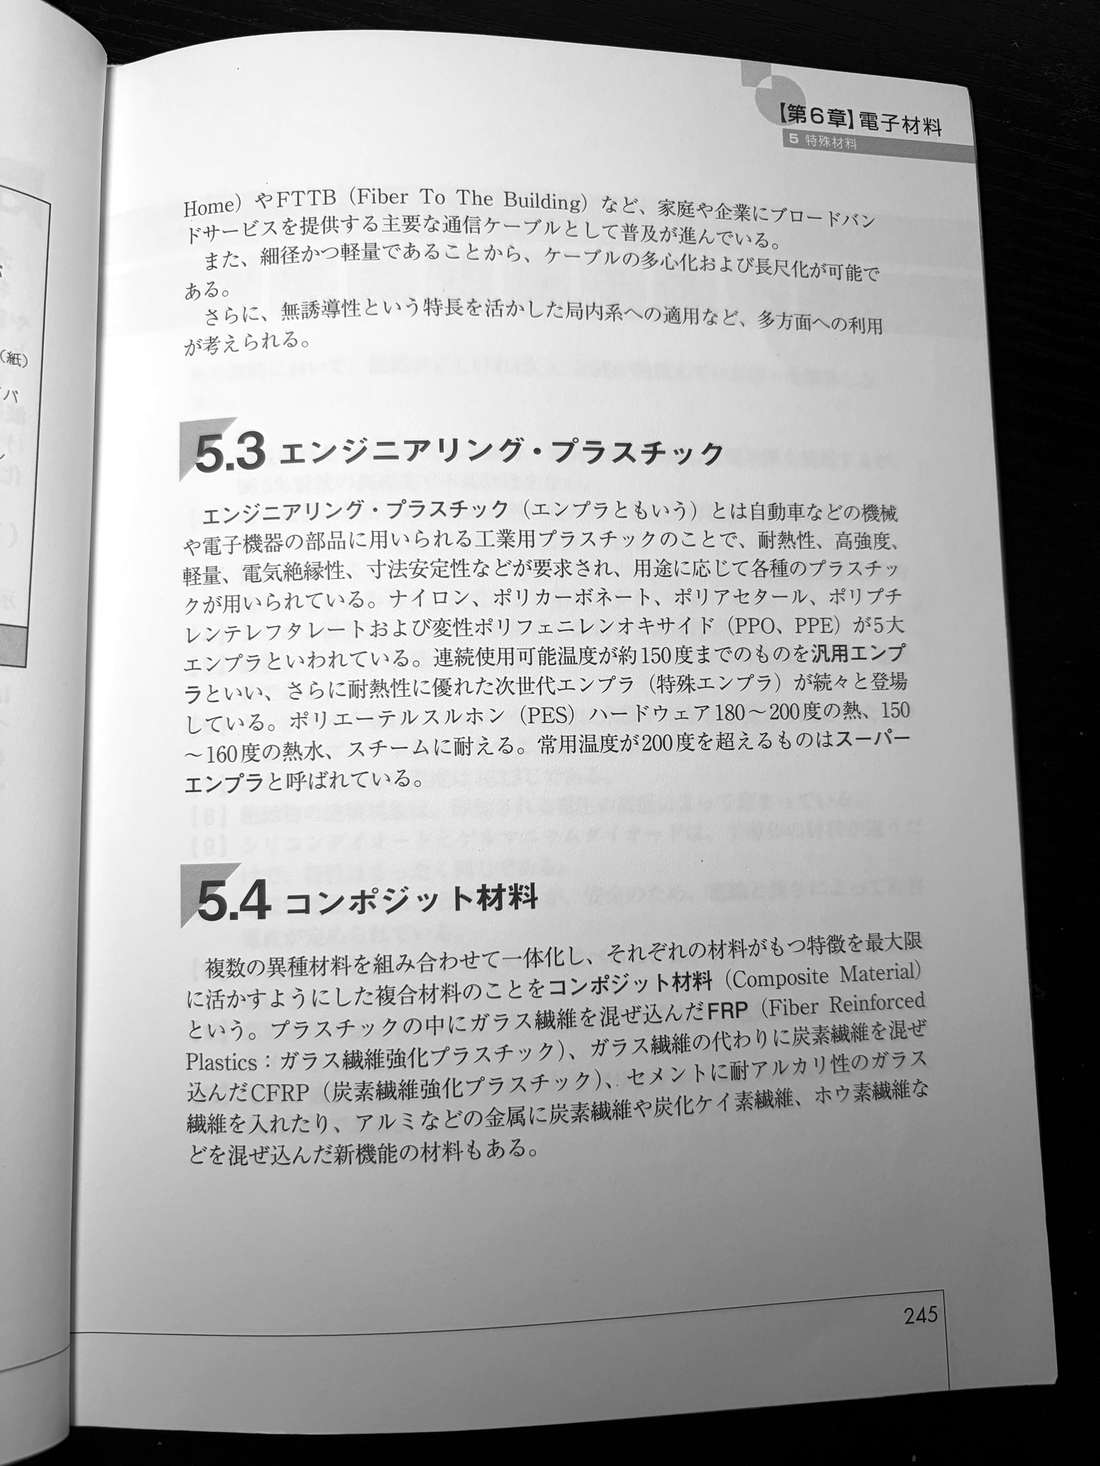 【第6章】電子材料
5 特殊材料
Home）やFTTB（Fiber To The Building）など、家庭や企業にブロードバン
ドサービスを提供する主要な通信ケーブルとして普及が進んでいる。
また、細径かつ軽量であることから、ケーブルの多心化および長尺化が可能で
ある。
さらに、無誘導性という特長を活かした局内系への適用など、多方面への利用
が考えられる。
5.3 エンジニアリング・プラスチック
エンジニアリング・プラスチック（エンプラともいう）とは自動車などの機械
や電子機器の部品に用いられる工業用プラスチックのことで、耐熱性、高強度、
軽量、電気絶縁性、寸法安定性などが要求され、用途に応じて各種のプラスチッ
クが用いられている。ナイロン、ポリカーボネート、ポリアセタール、ポリプチ
レンテレフタレートおよび変性ポリフェニレンオキサイド（PPO、PPE）が5大
エンプラといわれている。連続使用可能温度が約150度までのものを汎用エンプ
ラといい、さらに耐熱性に優れた次世代エンプラ（特殊エンプラ）が続々と登場
している。ポリエーテルスルホン（PES）ハードウェア180～200度の熱、150
～160度の熱水、スチームに耐える。常用温度が200度を超えるものはスーパー
エンプラと呼ばれている。
5.4 コンポジット材料
複数の異種材料を組み合わせて一体化し、それぞれの材料がもつ特徴を最大限
に活かすようにした複合材料のことをコンポジット材料（Composite Material）
という。プラスチックの中にガラス繊維を混ぜ込んだFRP（Fiber Reinforced
Plastics：ガラス繊維強化プラスチック）、ガラス繊維の代わりに炭素繊維を混ぜ
込んだCFRP（炭素繊維強化プラスチック）、セメントに耐アルカリ性のガラス
繊維を入れたり、アルミなどの金属に炭素繊維や炭化ケイ素繊維、ホウ素繊維な
どを混ぜ込んだ新機能の材料もある。
245